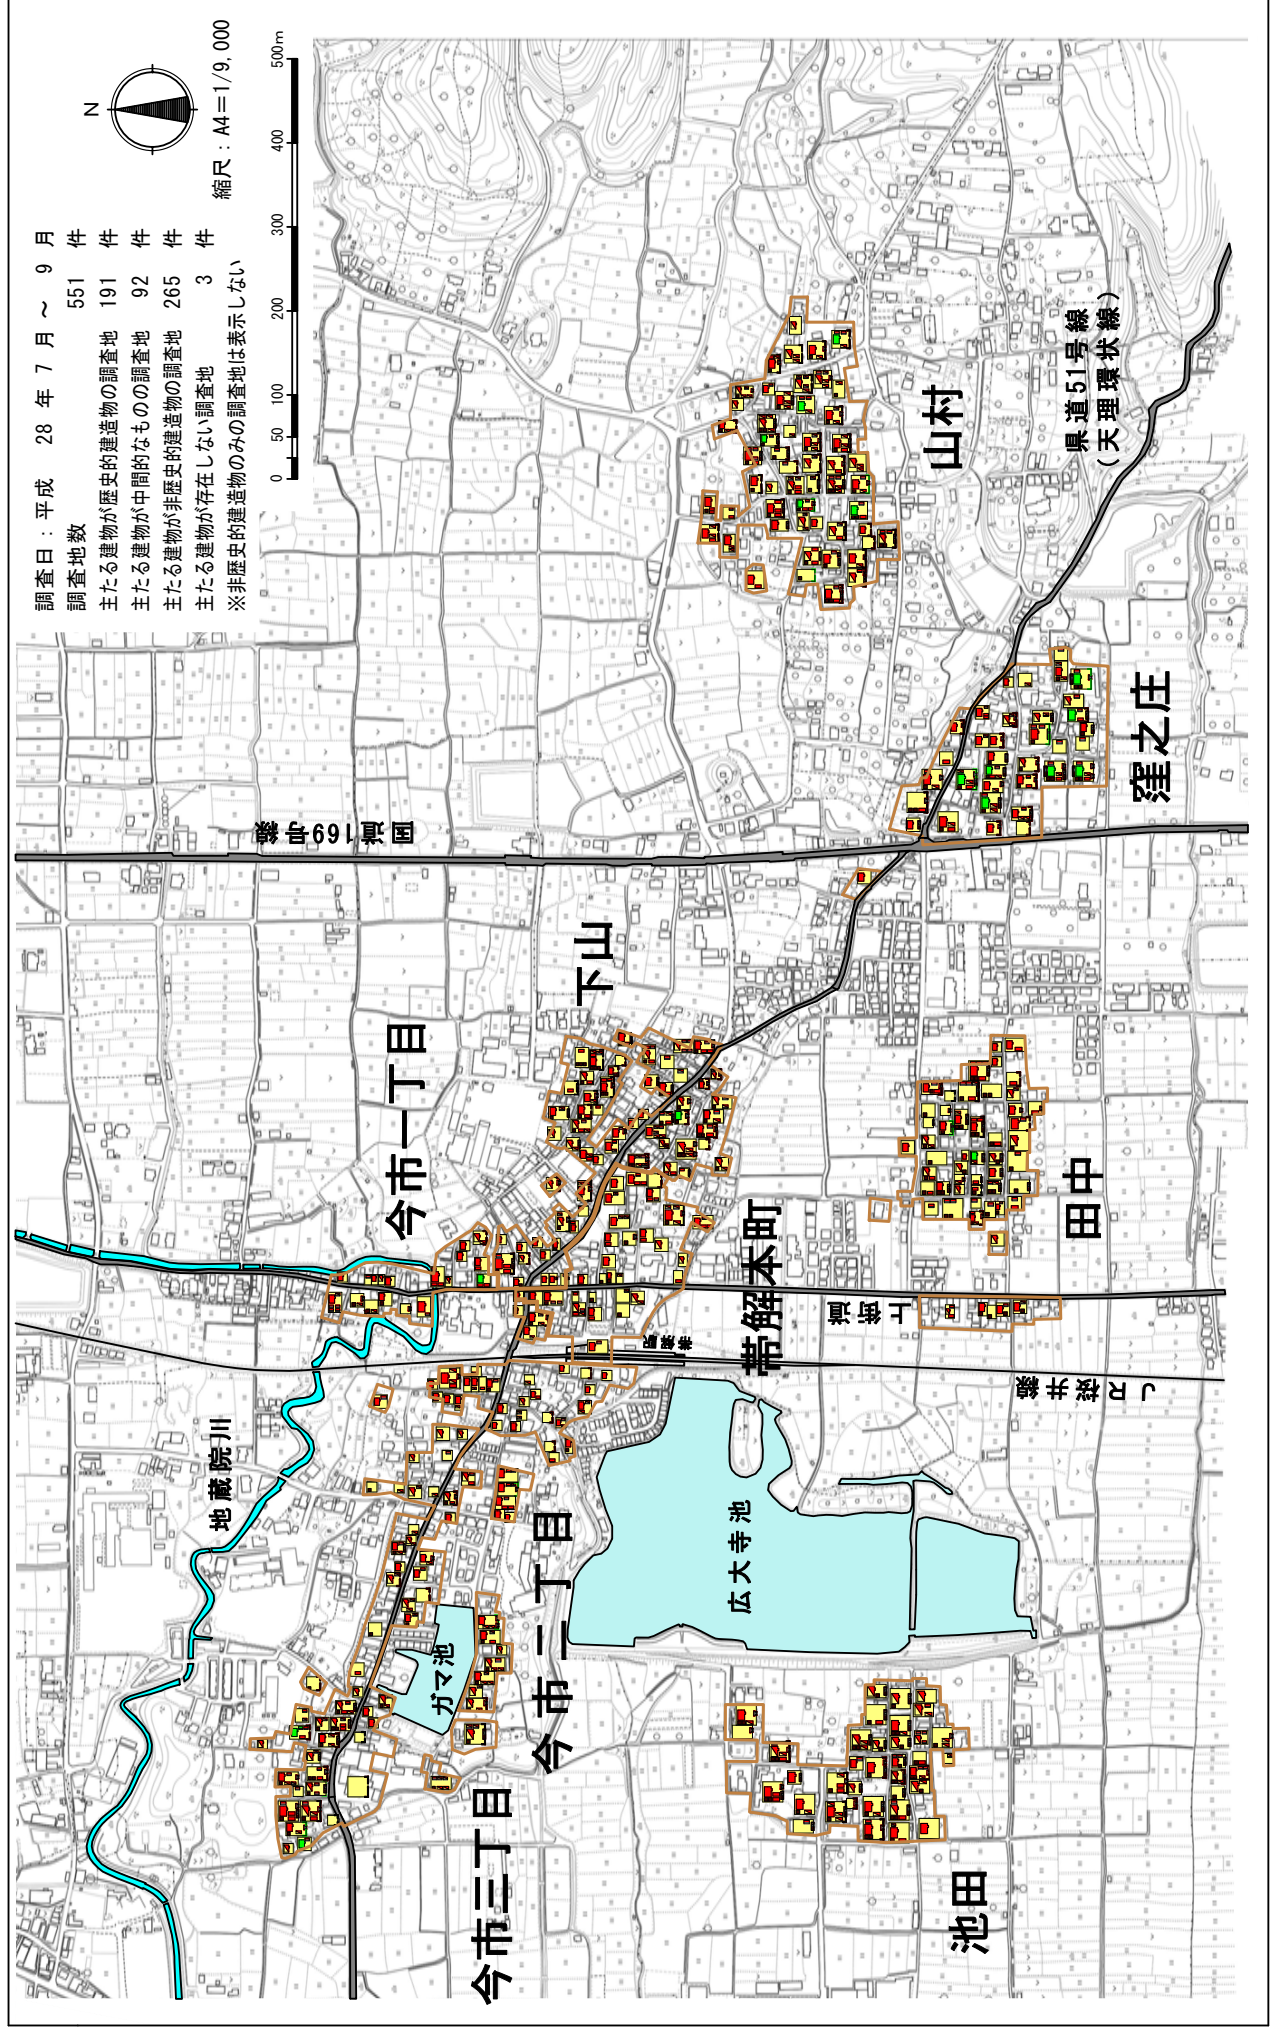 調査日：平成 28 年 7 月 ～ 9 月
調査地数 551 件
主たる建物が歴史的建造物の調査地 191 件
主たる建物が中間的なものの調査地 92 件
主たる建物が非歴史的建造物の調査地 265 件
主たる建物が存在しない調査地 3 件
※非歴史的建造物のみの調査地は表示しない
N
縮尺：A4＝1/9,000
0 50 100 200 300 400 500m
国道169号線
山村
県道51号線
（天理環状線）
窪之庄
下山
今市一丁目
田中
帯解本町
上街道
帯解駅
JR桜井線
地蔵院川
広大寺池
ガマ池
今市二丁目
今市三丁目
池田